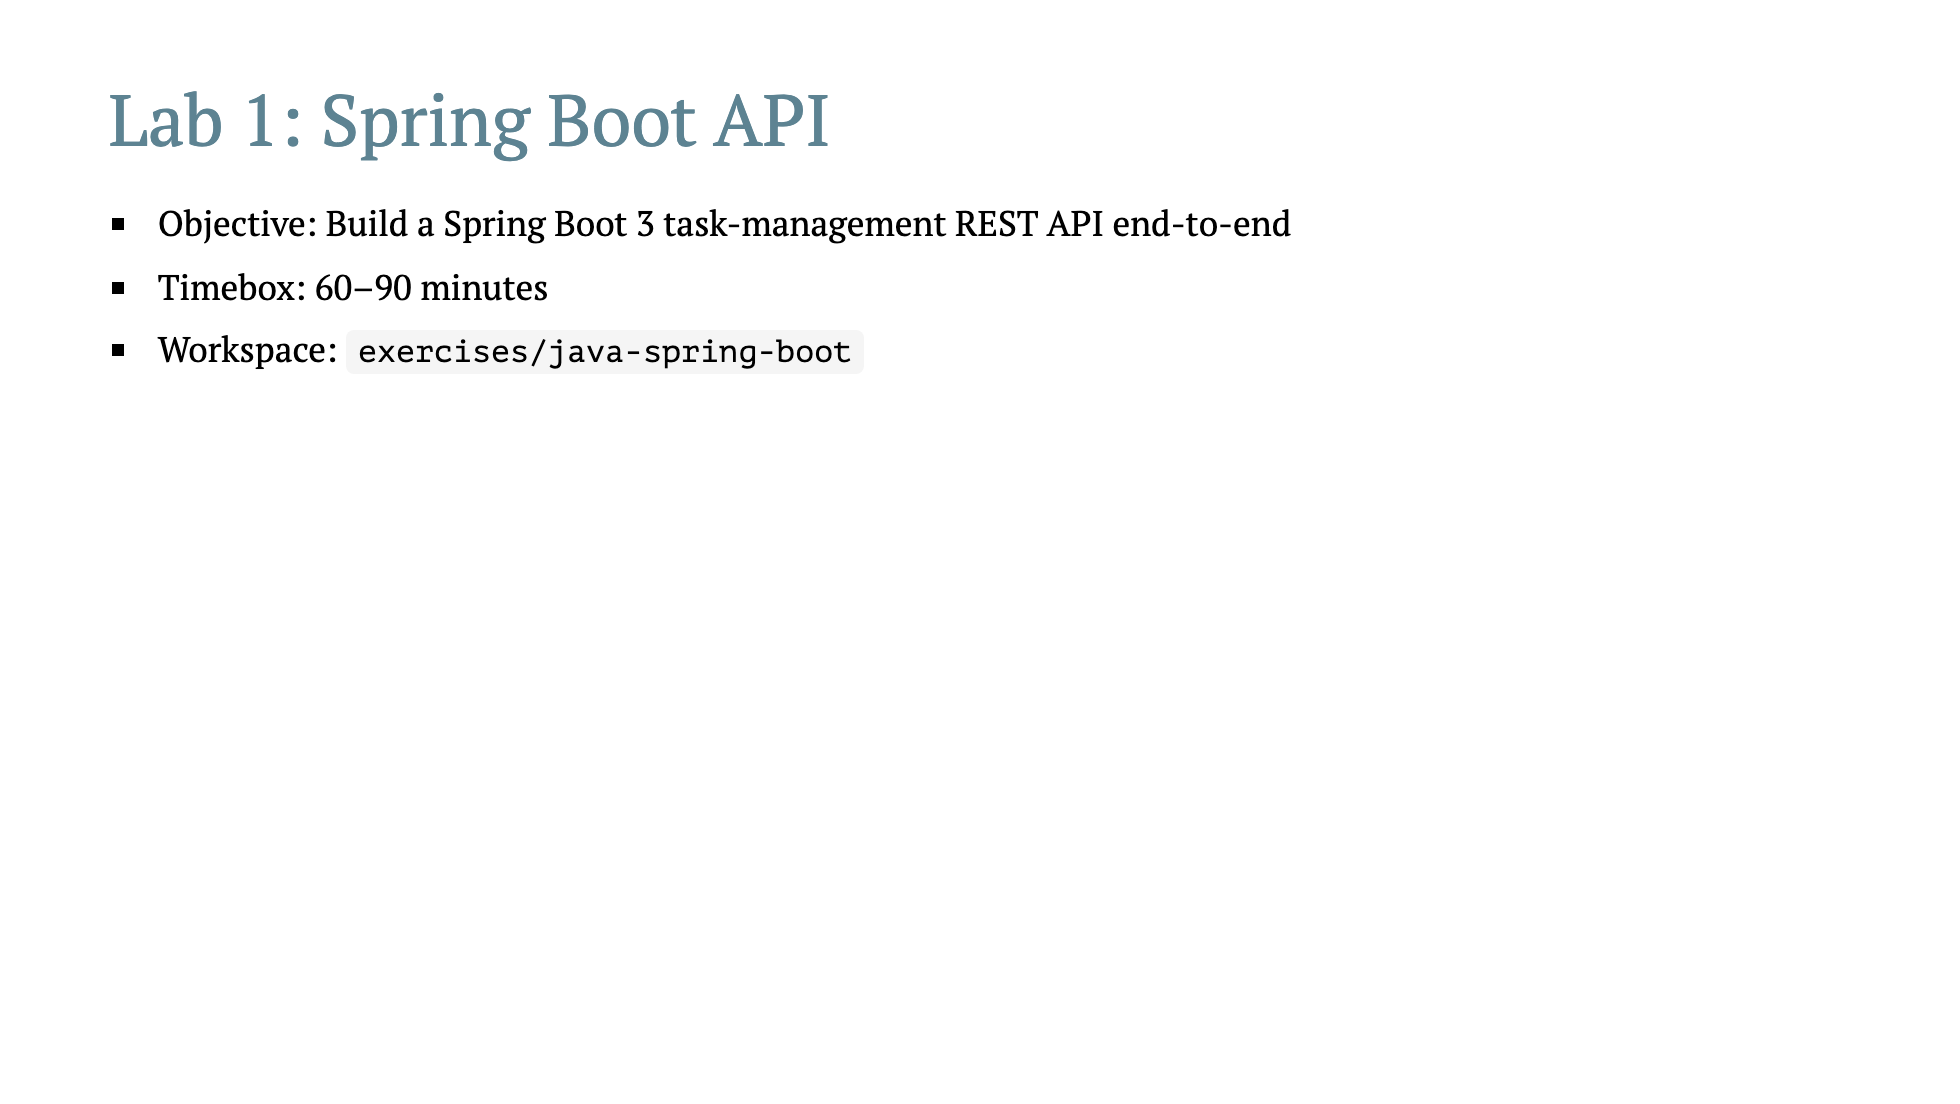 Lab 1: Spring Boot API
▪ Objective: Build a Spring Boot 3 task-management REST API end-to-end
▪ Timebox: 60–90 minutes
▪ Workspace: exercises/java-spring-boot